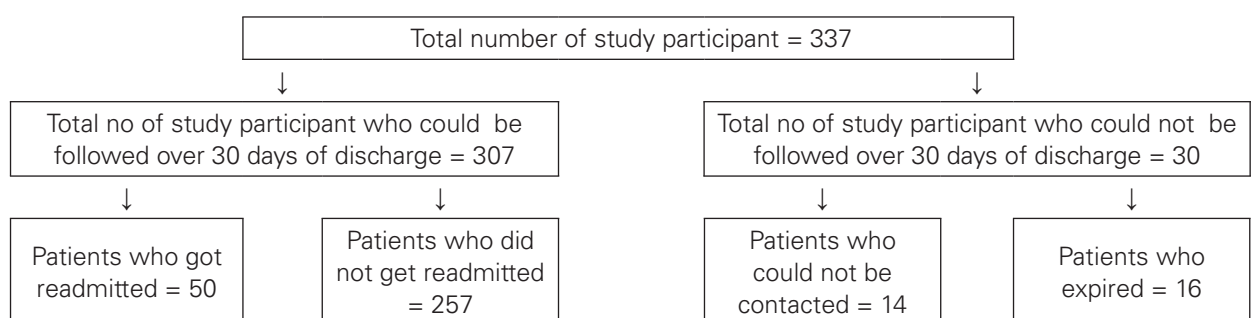 Total number of study participant = 337
↓
↓
Total no of study participant who could be
followed over 30 days of discharge = 307
Total no of study participant who could not be
followed over 30 days of discharge = 30
↓
↓
↓
↓
Patients who got
readmitted = 50
Patients who did
not get readmitted
= 257
Patients who
could not be
contacted = 14
Patients who
expired = 16